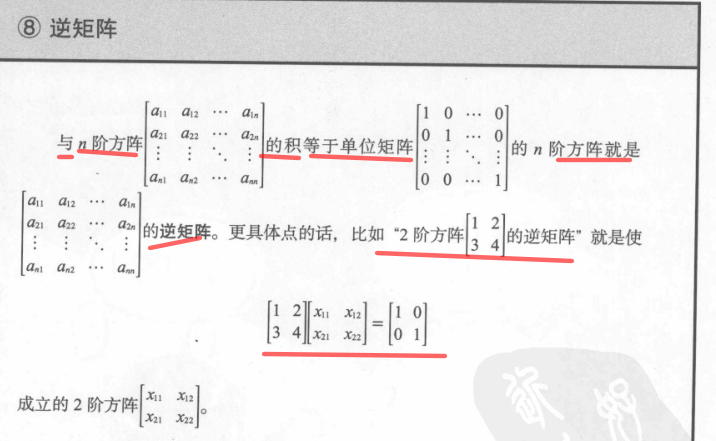 ⑧ 逆矩阵
与 n 阶方阵[a₁₁ a₁₂ ⋯ a₁ₙ; a₂₁ a₂₂ ⋯ a₂ₙ; ⋮ ⋮ ⋱ ⋮; aₙ₁ aₙ₂ ⋯ aₙₙ]的积等于单位矩阵[1 0 ⋯ 0; 0 1 ⋯ 0; ⋮ ⋮ ⋱ ⋮; 0 0 ⋯ 1]的 n 阶方阵就是
[a₁₁ a₁₂ ⋯ a₁ₙ; a₂₁ a₂₂ ⋯ a₂ₙ; ⋮ ⋮ ⋱ ⋮; aₙ₁ aₙ₂ ⋯ aₙₙ]的逆矩阵。更具体点的话，比如“2 阶方阵[1 2; 3 4]的逆矩阵”就是使
[1 2; 3 4][x₁₁ x₁₂; x₂₁ x₂₂]=[1 0; 0 1]
成立的 2 阶方阵[x₁₁ x₁₂; x₂₁ x₂₂]。